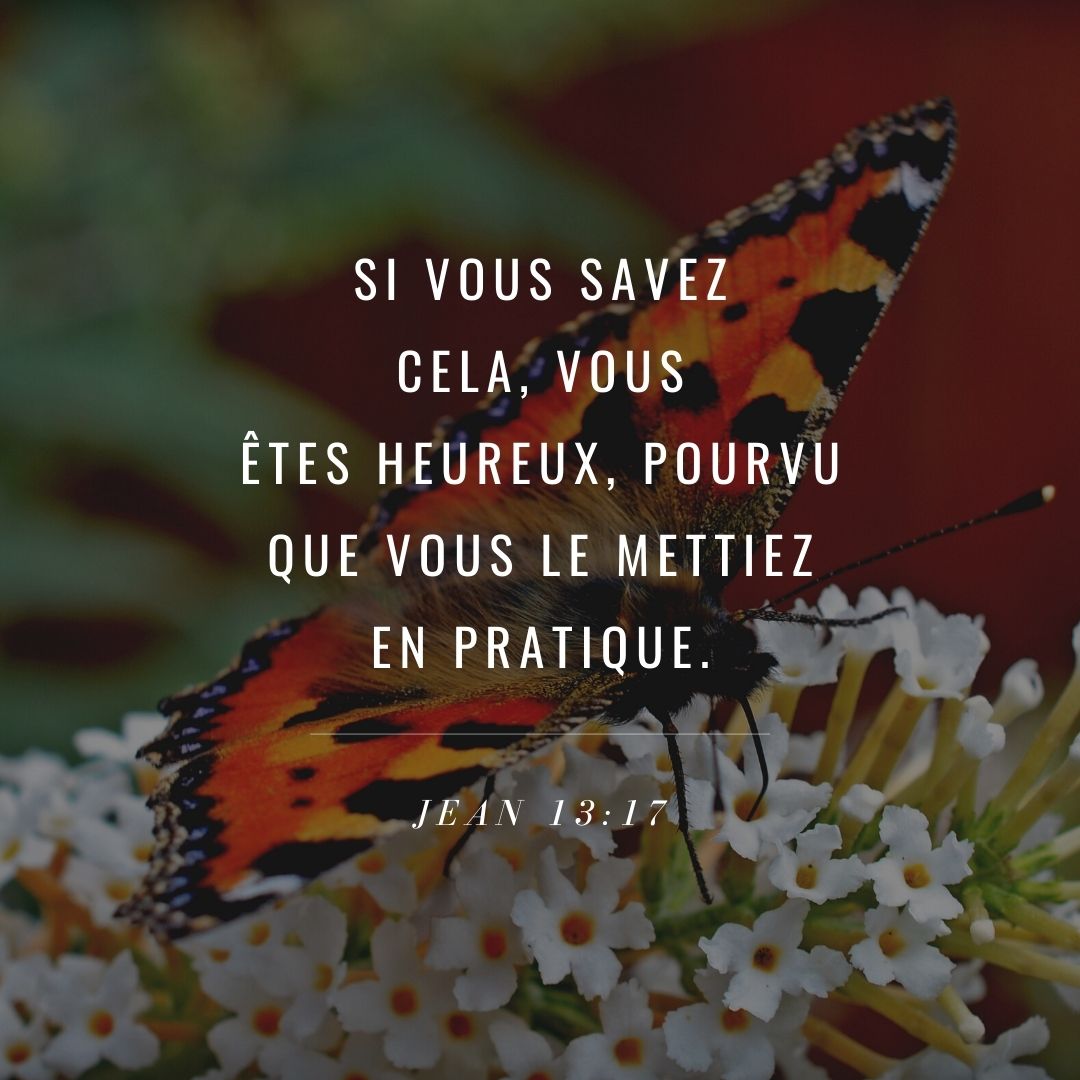 SI VOUS SAVEZ
CELA, VOUS
ÊTES HEUREUX, POURVU
QUE VOUS LE METTIEZ
EN PRATIQUE.
JEAN 13:17